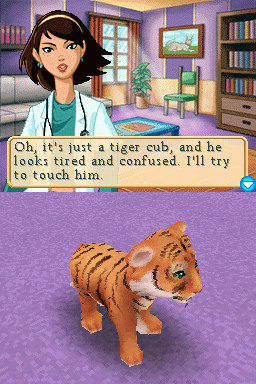 Oh, it's just a tiger cub, and he
looks tired and confused. I'll try
to touch him.